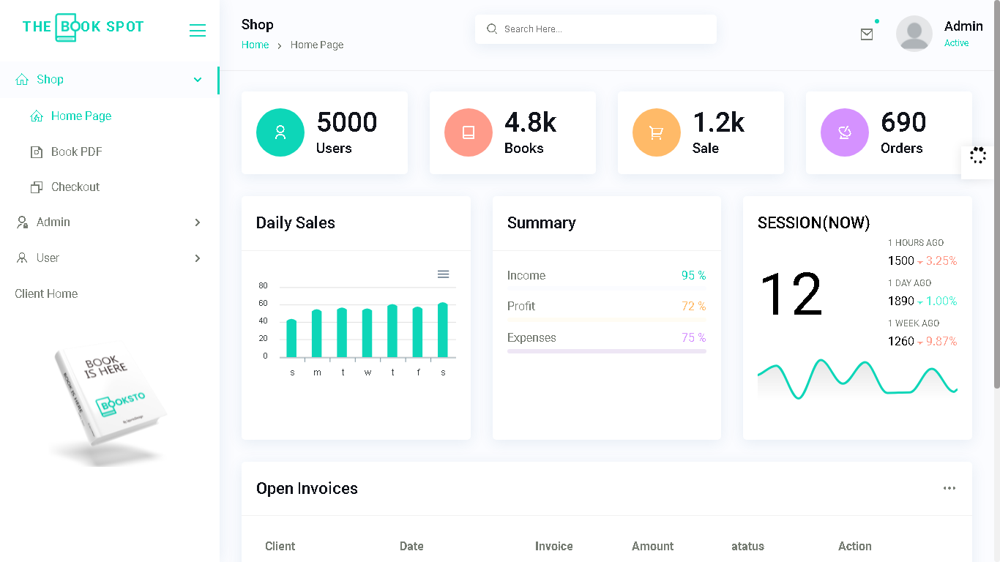 THE BOOK SPOT
Shop
Home Page
Book PDF
Checkout
Admin
User
Client Home
BOOK
IS HERE
BOOK IS HERE
BOOKSTO
Shop
Home > Home Page
Search Here...
Admin
Active
5000
Users
4.8k
Books
1.2k
Sale
690
Orders
Daily Sales
80
60
40
20
0
s m t w t f s
Summary
Income 95 %
Profit 72 %
Expenses 75 %
SESSION(NOW)
12
1 HOURS AGO
1500 3.25%
1 DAY AGO
1890 1.00%
1 WEEK AGO
1260 9.87%
Open Invoices
Client Date Invoice Amount atatus Action